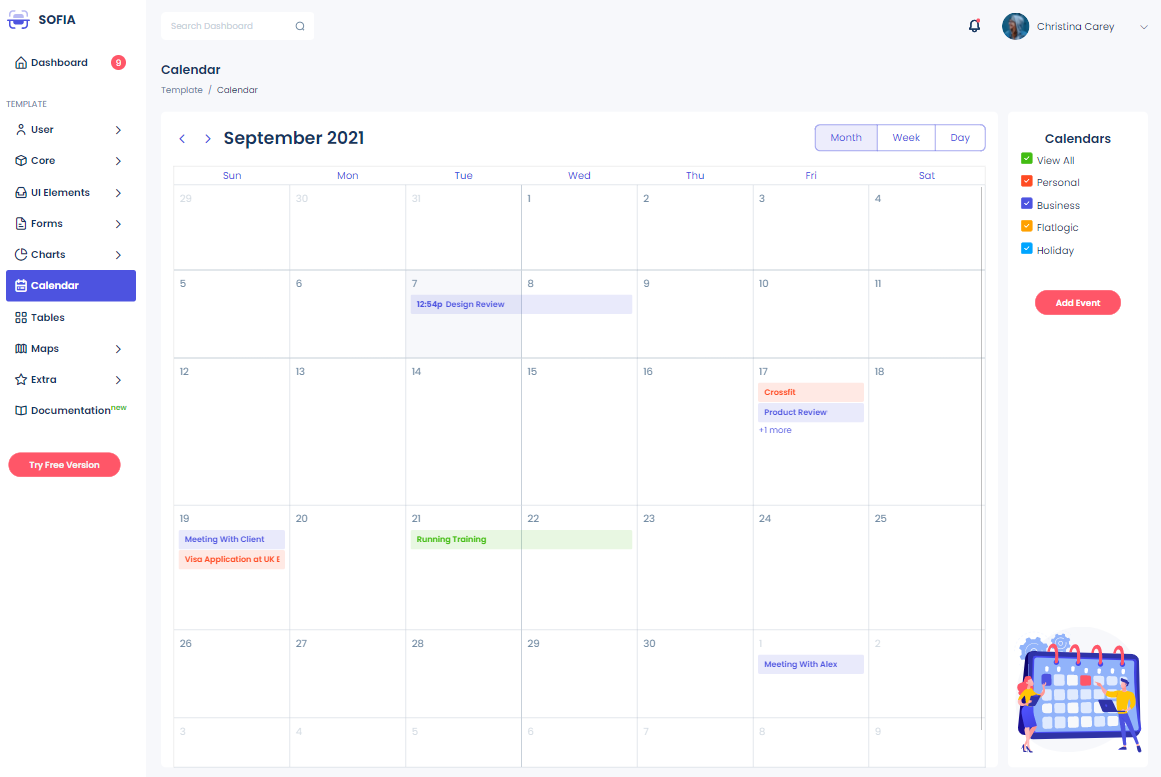 SOFIA
Search Dashboard
Christina Carey
Dashboard 9
TEMPLATE
User
Core
UI Elements
Forms
Charts
Calendar
Tables
Maps
Extra
Documentation new
Try Free Version
Calendar
Template / Calendar
September 2021
Month Week Day
Sun Mon Tue Wed Thu Fri Sat
29 30 31 1 2 3 4
5 6 7 8 9 10 11
12:54p Design Review
12 13 14 15 16 17 18
Crossfit
Product Review
+1 more
19 20 21 22 23 24 25
Meeting With Client Running Training
Visa Application at UK E
26 27 28 29 30 1 2
Meeting With Alex
3 4 5 6 7 8 9
Calendars
View All
Personal
Business
Flatlogic
Holiday
Add Event